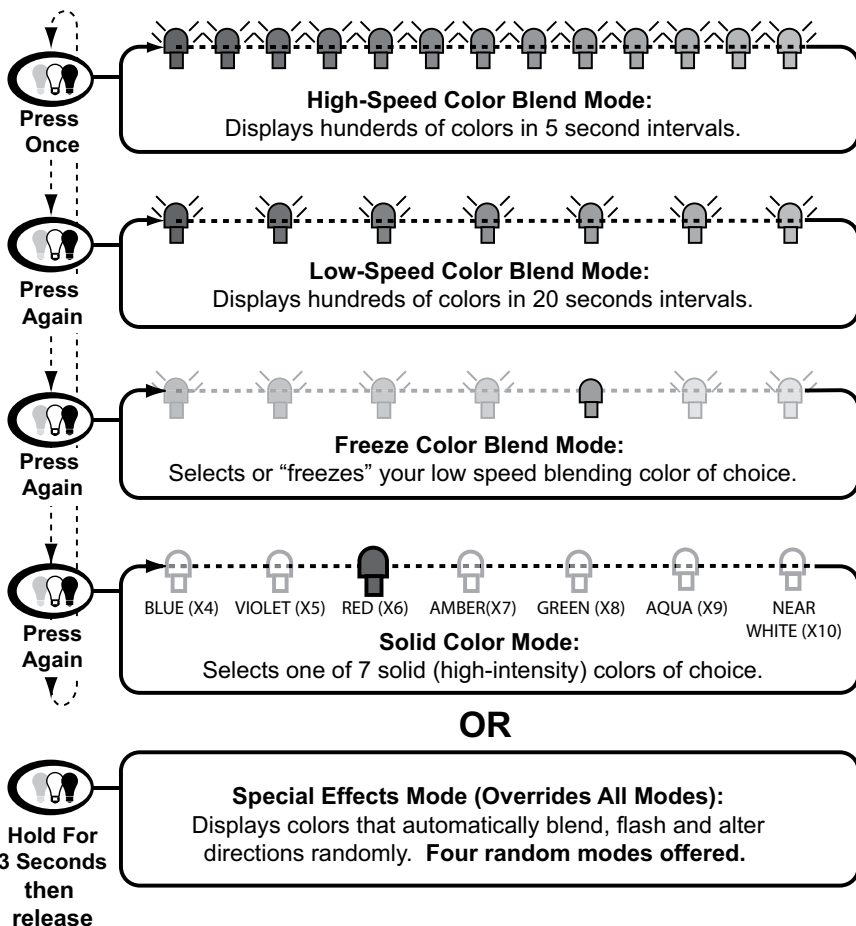 Press
Once
High-Speed Color Blend Mode:
Displays hunderds of colors in 5 second intervals.
Press
Again
Low-Speed Color Blend Mode:
Displays hundreds of colors in 20 seconds intervals.
Press
Again
Freeze Color Blend Mode:
Selects or “freezes” your low speed blending color of choice.
Press
Again
BLUE (X4) VIOLET (X5) RED (X6) AMBER(X7) GREEN (X8) AQUA (X9) NEAR
WHITE (X10)
Solid Color Mode:
Selects one of 7 solid (high-intensity) colors of choice.
OR
Hold For
3 Seconds
then
release
Special Effects Mode (Overrides All Modes):
Displays colors that automatically blend, flash and alter
directions randomly. Four random modes offered.